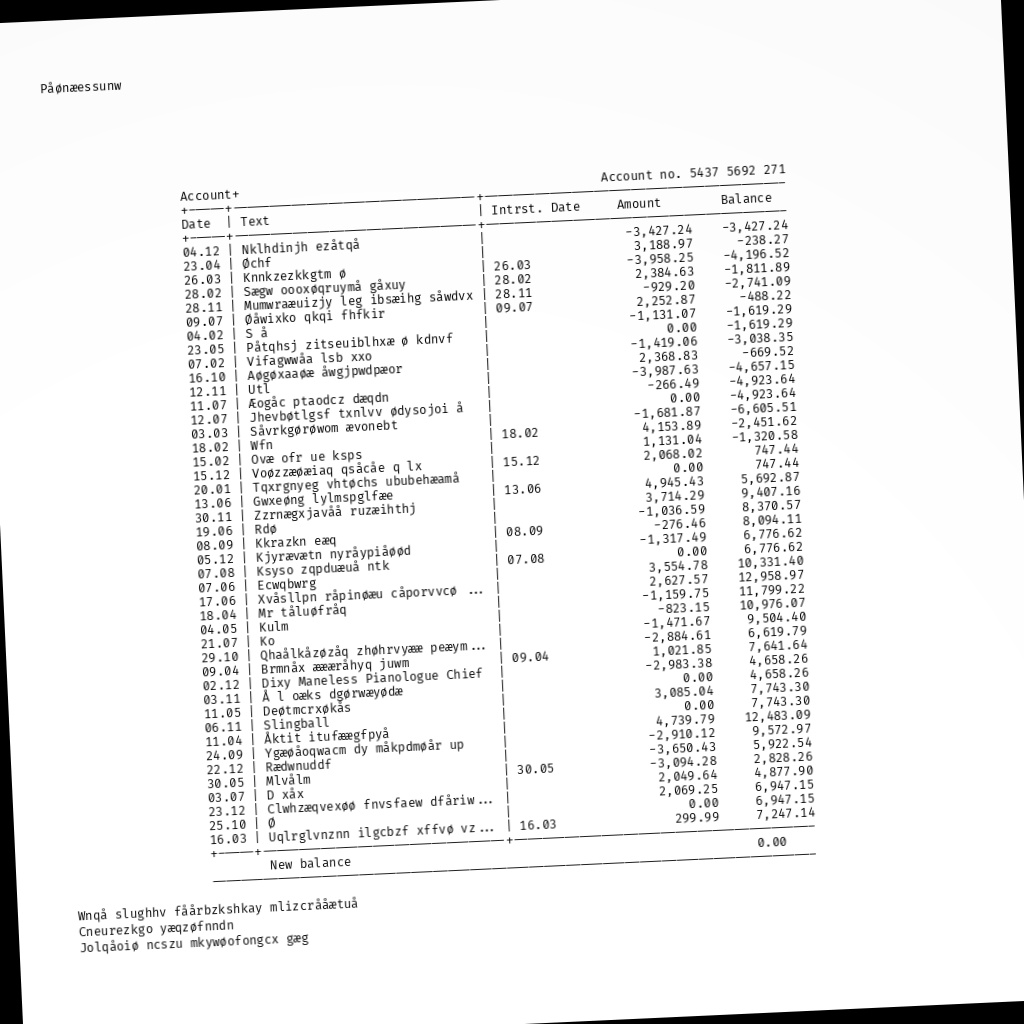 Påønæessunw
Account+ Account no. 5437 5692 271
Date | Text | Intrst. Date Amount Balance
04.12 | Nklhdinjh ezåtqå | -3,427.24 -3,427.24
23.04 | Øchf | 3,188.97 -238.27
26.03 | Knnkzezkkgtm ø | 26.03 -3,958.25 -4,196.52
28.02 | Sægw oooxøqruymå gåxuy | 28.02 2,384.63 -1,811.89
28.11 | Mumwraæuizjy leg ibsæihg såwdvx | 28.11 -929.20 -2,741.09
09.07 | Øåwixko qkqi fhfkir | 09.07 2,252.87 -488.22
04.02 | S å | -1,131.07 -1,619.29
23.05 | Påtqhsj zitseuiblhxæ ø kdnvf | 0.00 -1,619.29
07.02 | Vifagwwåa lsb xxo | -1,419.06 -3,038.35
16.10 | Aøgøxaaøæ åwgjpwdpæor | 2,368.83 -669.52
12.11 | Utl | -3,987.63 -4,657.15
11.07 | Æogåc ptaodcz dæqdn | -266.49 -4,923.64
12.07 | Jhevbøtlgsf txnlvv ødysojoi å | 0.00 -4,923.64
03.03 | Såvrkgørøwom ævonebt | -1,681.87 -6,605.51
18.02 | Wfn | 18.02 4,153.89 -2,451.62
15.02 | Ovæ ofr ue ksps | 1,131.04 -1,320.58
15.12 | Voøzzæøæiaq qsåcåe q lx | 15.12 2,068.02 747.44
20.01 | Tqxrgnyeg vhtøchs ububehæamå | 0.00 747.44
13.06 | Gwxeøng lylmspglfæe | 13.06 4,945.43 5,692.87
30.11 | Zzrnægxjavåå ruzæihthj | 3,714.29 9,407.16
19.06 | Rdø | -1,036.59 8,370.57
08.09 | Kkrazkn eæq | 08.09 -276.46 8,094.11
05.12 | Kjyrævætn nyråypiåøød | -1,317.49 6,776.62
07.08 | Ksyso zqpduæuå ntk | 07.08 0.00 6,776.62
07.06 | Ecwqbwrg | 3,554.78 10,331.40
17.06 | Xvåsllpn råpinøæu cåporvvcø ... | 2,627.57 12,958.97
18.04 | Mr tåluøfråq | -1,159.75 11,799.22
04.05 | Kulm | -823.15 10,976.07
21.07 | Ko | -1,471.67 9,504.40
29.10 | Qhaålkåzøzåq zhøhrvyææ peæym... | -2,884.61 6,619.79
09.04 | Brmnåx æææråhyq juwm | 09.04 1,021.85 7,641.64
02.12 | Dixy Maneless Pianologue Chief | -2,983.38 4,658.26
03.11 | Å l oæks dgørwæyødæ | 0.00 4,658.26
11.05 | Deøtmcrxøkås | 3,085.04 7,743.30
06.11 | Slingball | 0.00 7,743.30
11.04 | Åktit itufæægfpyå | 4,739.79 12,483.09
24.09 | Ygæøåoqwacm dy måkpdmøår up | -2,910.12 9,572.97
22.12 | Rædwnuddf | -3,650.43 5,922.54
30.05 | Mlvålm | 30.05 -3,094.28 2,828.26
03.07 | D xåx | 2,049.64 4,877.90
23.12 | Clwhzæqvexøø fnvsfaew dfåriw... | 2,069.25 6,947.15
25.10 | Ø | 0.00 6,947.15
16.03 | Uqlrglvnznn ilgcbzf xffvø vz... | 16.03 299.99 7,247.14
New balance 0.00
Wnqå slughhv fåårbzkshkay mlizcrååætuå
Cneurezkgo yæqzøfnndn
Jolqåoiø ncszu mkywøofongcx gæg